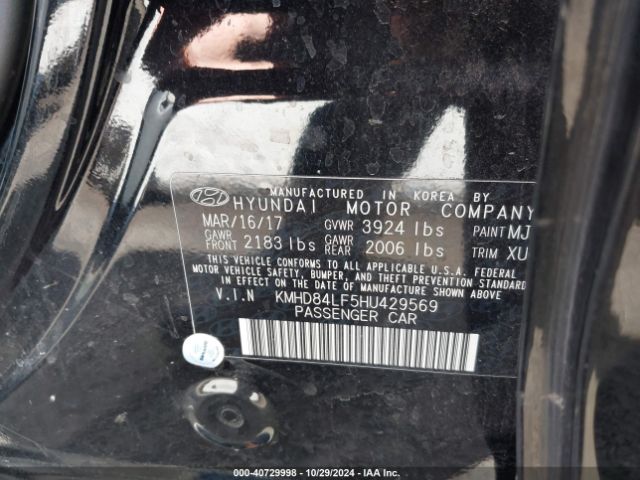 MANUFACTURED IN KOREA BY
HYUNDAI MOTOR COMPANY
MAR/16/17 GVWR 3924 lbs PAINT MJ
GAWR FRONT 2183 lbs GAWR REAR 2006 lbs TRIM XU
THIS VEHICLE CONFORMS TO ALL APPLICABLE U.S.A. FEDERAL
MOTOR VEHICLE SAFETY, BUMPER, AND THEFT PREVENTION STANDARDS
IN EFFECT ON THE DATE OF MANUFACTURE SHOWN ABOVE
V.I.N KMHD84LF5HU429569
PASSENGER CAR
000-40729998 - 10/29/2024 - IAA Inc.